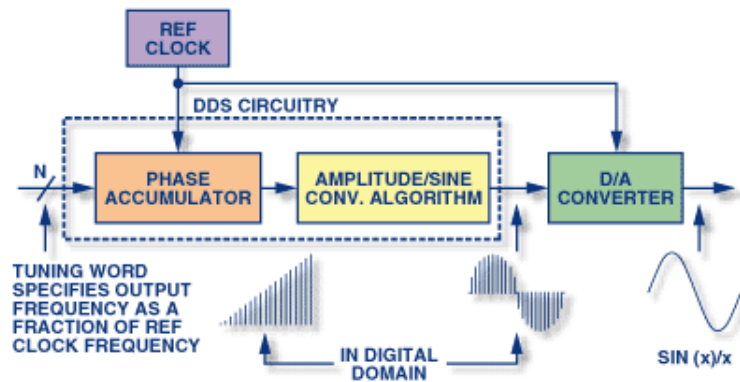 REF
CLOCK
DDS CIRCUITRY
N
PHASE
ACCUMULATOR
AMPLITUDE/SINE
CONV. ALGORITHM
D/A
CONVERTER
TUNING WORD
SPECIFIES OUTPUT
FREQUENCY AS A
FRACTION OF REF
CLOCK FREQUENCY
IN DIGITAL
DOMAIN
SIN (x)/x